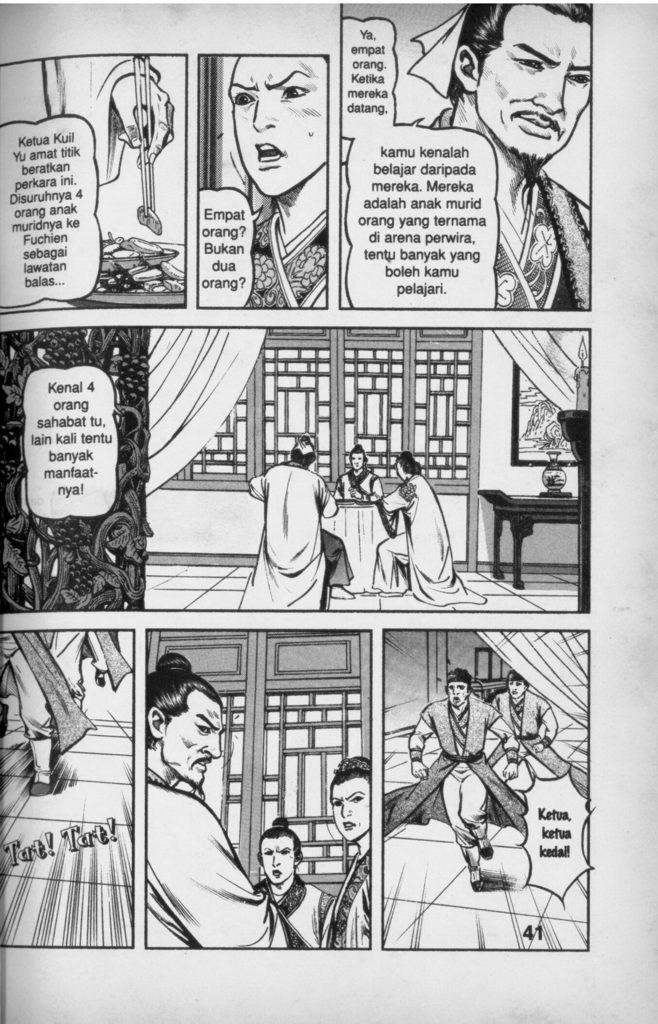 Ketua Kuil
Yu amat titik
beratkan
perkara ini.
Disuruhnya 4
orang anak
muridnya ke
Fuchien
sebagai
lawatan
balas...
Empat
orang?
Bukan
dua
orang?
Ya,
empat
orang.
Ketika
mereka
datang,
kamu kenalah
belajar daripada
mereka. Mereka
adalah anak murid
orang yang ternama
di arena perwira,
tentu banyak yang
boleh kamu
pelajari.
Kenal 4
orang
sahabat tu,
lain kali tentu
banyak
manfaat-
nya!
Tat! Tat!
Ketua,
ketua
kedai!
41